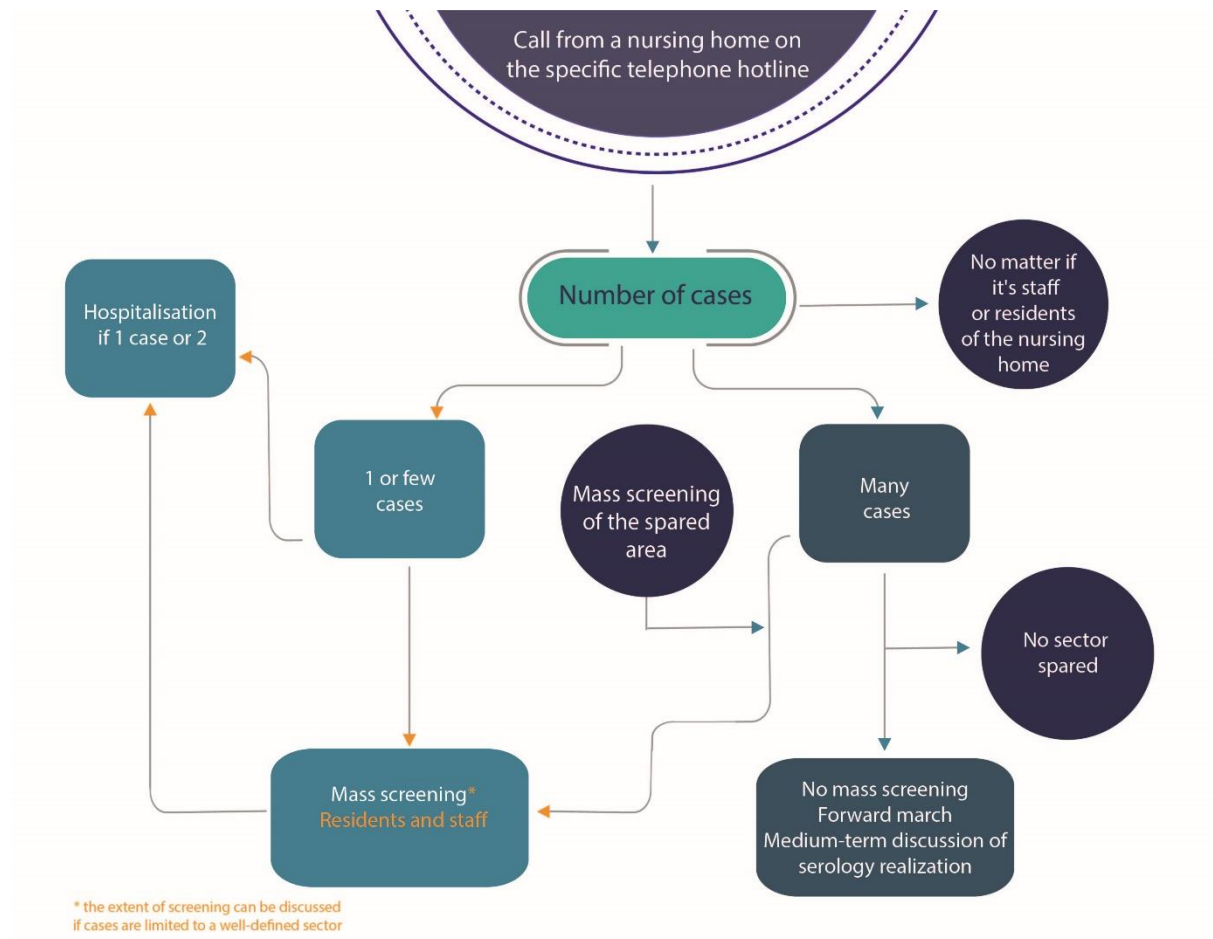 Call from a nursing home on
the specific telephone hotline
Number of cases
No matter if
it's staff
or residents
of the nursing
home
Hospitalisation
if 1 case or 2
1 or few
cases
Mass screening
of the spared
area
Many
cases
No sector
spared
Mass screening*
Residents and staff
No mass screening
Forward march
Medium-term discussion of
serology realization
* the extent of screening can be discussed
if cases are limited to a well-defined sector